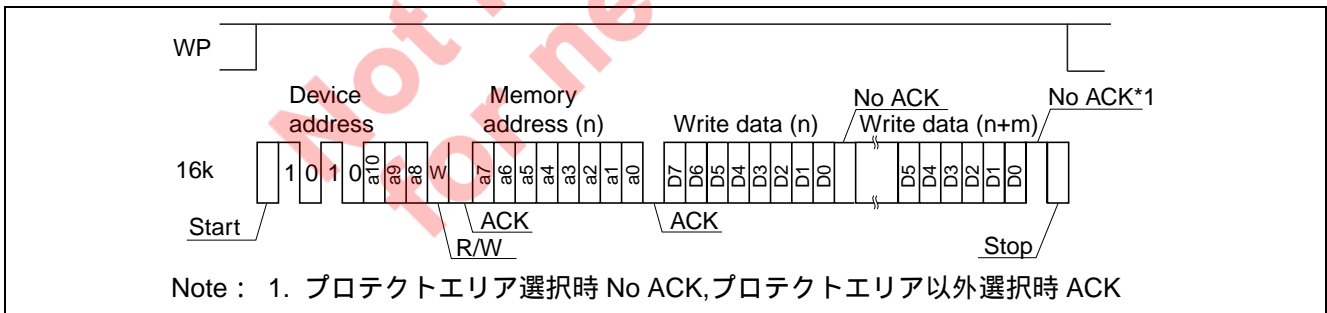 WP
Device Memory No ACK No ACK*1
address address (n) Write data (n) Write data (n+m)
16k 1 0 1 0 a10 a9 a8 W a7 a6 a5 a4 a3 a2 a1 a0 D7 D6 D5 D4 D3 D2 D1 D0 D5 D4 D3 D2 D1 D0
Start ACK ACK Stop
R/W
Note : 1. プロテクトエリア選択時 No ACK,プロテクトエリア以外選択時 ACK